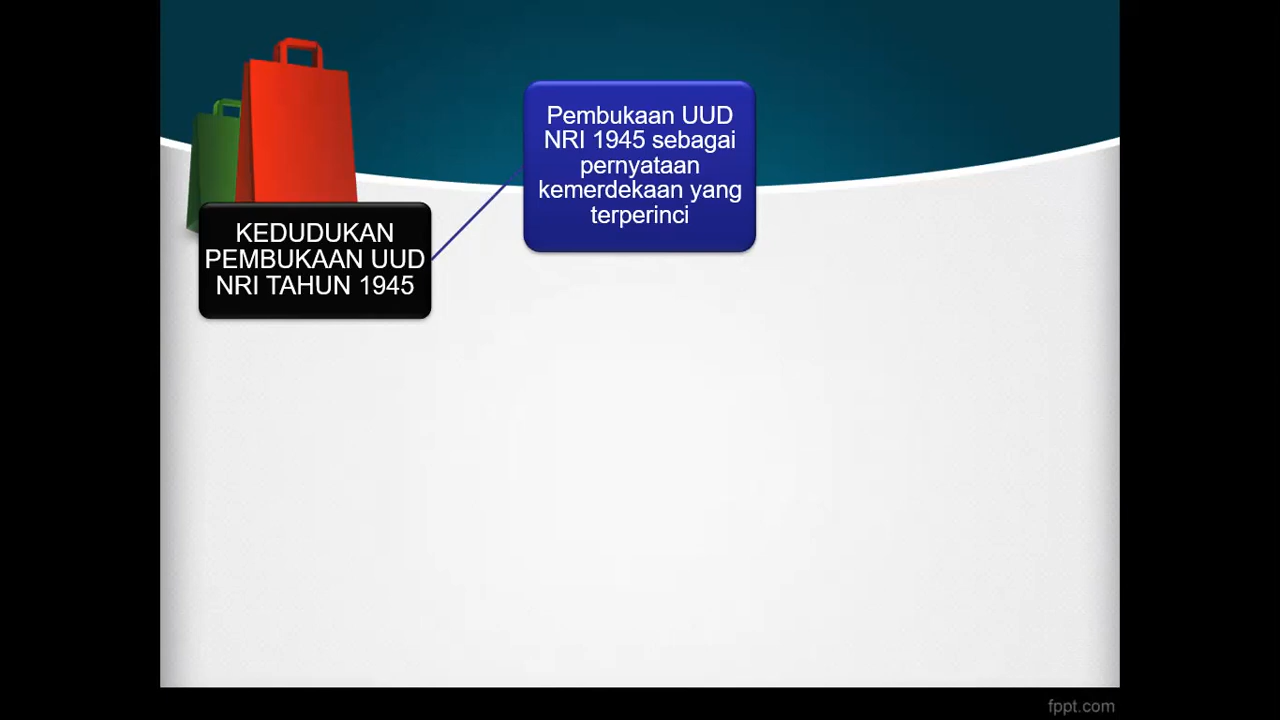 Pembukaan UUD
NRI 1945 sebagai
pernyataan
kemerdekaan yang
terperinci
KEDUDUKAN
PEMBUKAAN UUD
NRI TAHUN 1945
fppt.com